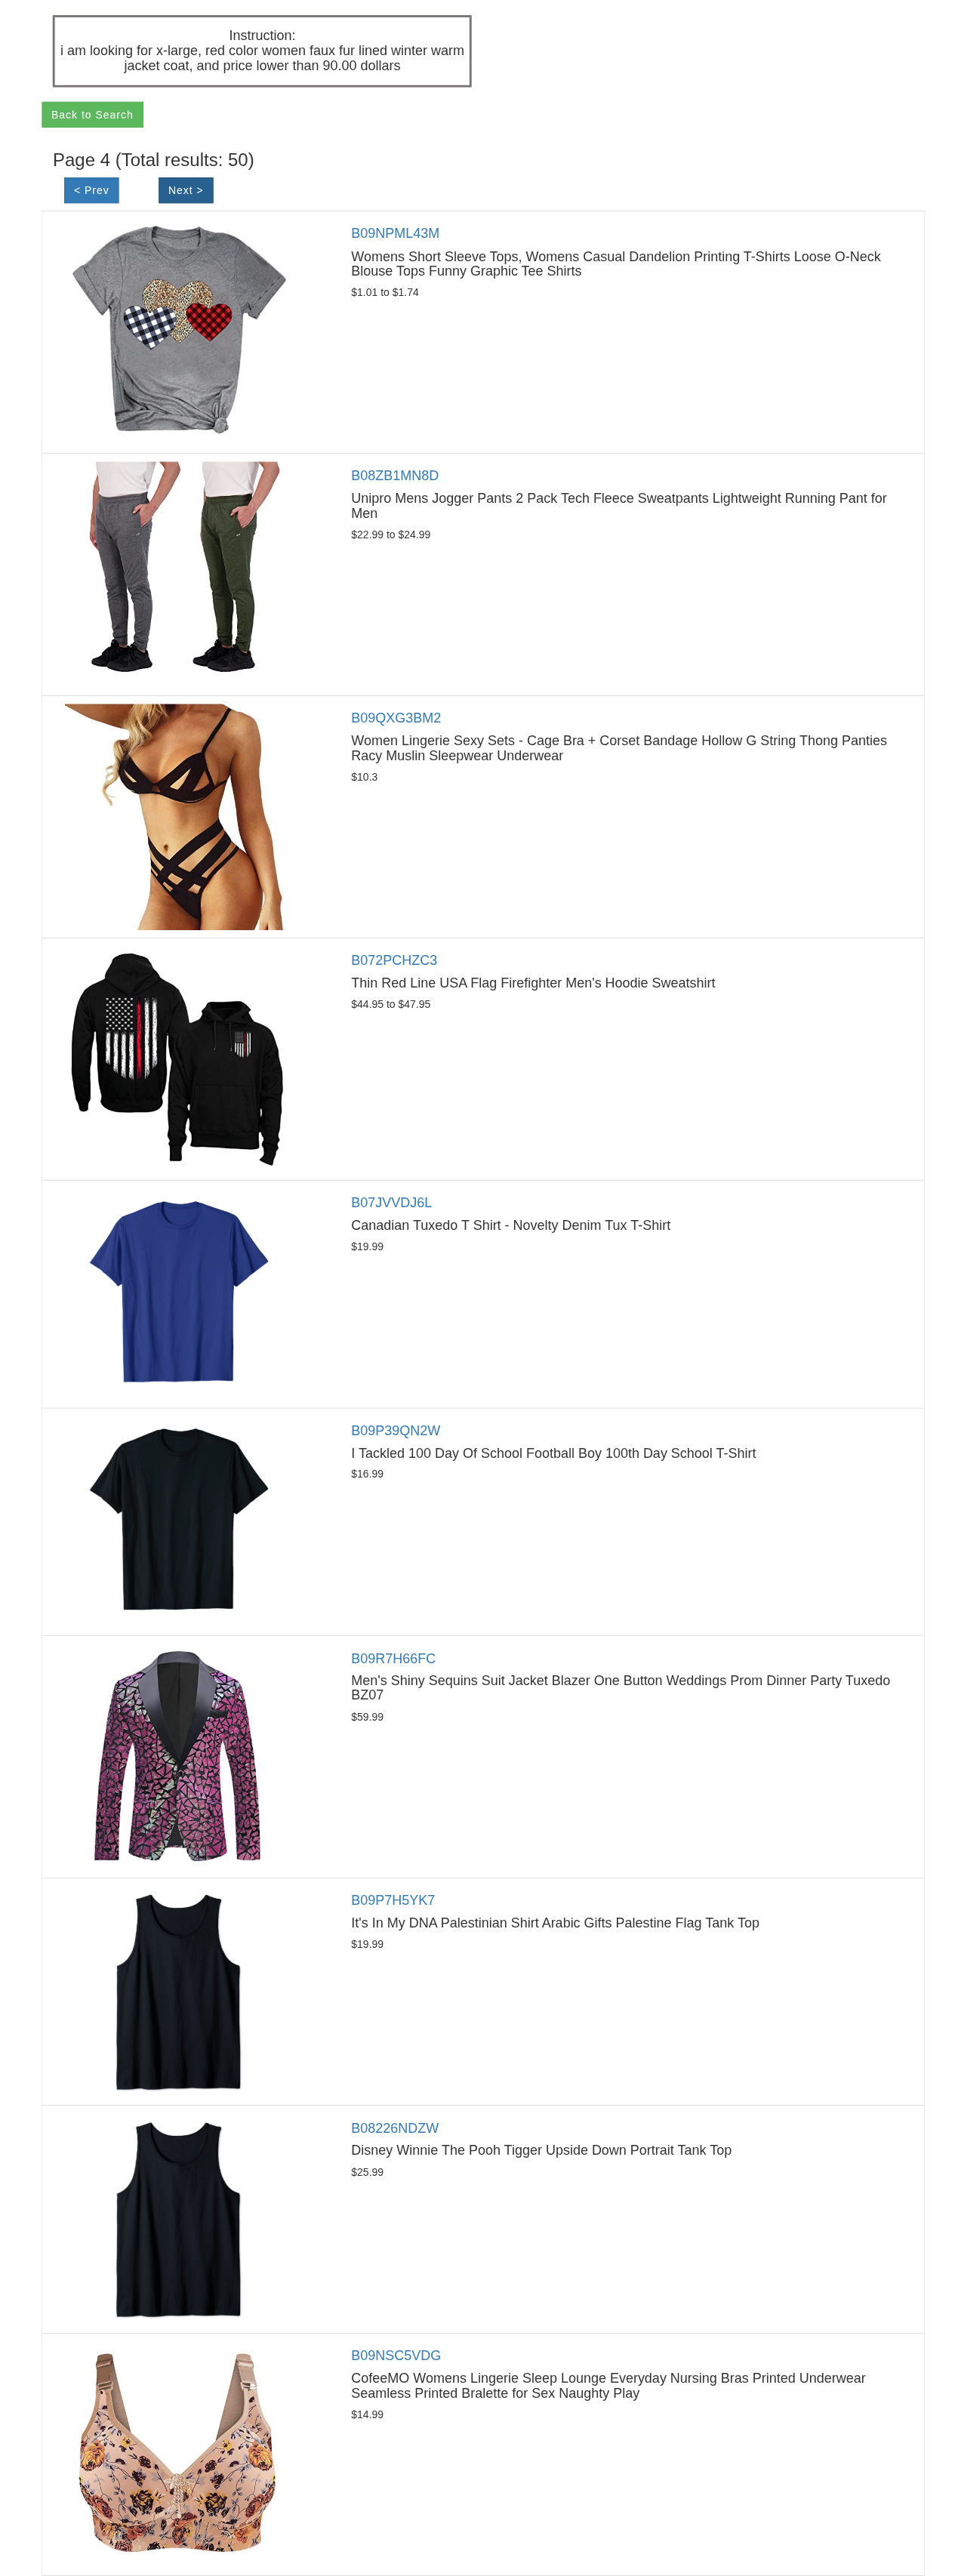 Instruction:
i am looking for x-large, red color women faux fur lined winter warm
jacket coat, and price lower than 90.00 dollars
Back to Search
Page 4 (Total results: 50)
< Prev
Next >
B09NPML43M
Womens Short Sleeve Tops, Womens Casual Dandelion Printing T-Shirts Loose O-Neck
Blouse Tops Funny Graphic Tee Shirts
$1.01 to $1.74
B08ZB1MN8D
Unipro Mens Jogger Pants 2 Pack Tech Fleece Sweatpants Lightweight Running Pant for
Men
$22.99 to $24.99
B09QXG3BM2
Women Lingerie Sexy Sets - Cage Bra + Corset Bandage Hollow G String Thong Panties
Racy Muslin Sleepwear Underwear
$10.3
B072PCHZC3
Thin Red Line USA Flag Firefighter Men's Hoodie Sweatshirt
$44.95 to $47.95
B07JVVDJ6L
Canadian Tuxedo T Shirt - Novelty Denim Tux T-Shirt
$19.99
B09P39QN2W
I Tackled 100 Day Of School Football Boy 100th Day School T-Shirt
$16.99
B09R7H66FC
Men's Shiny Sequins Suit Jacket Blazer One Button Weddings Prom Dinner Party Tuxedo
BZ07
$59.99
B09P7H5YK7
It's In My DNA Palestinian Shirt Arabic Gifts Palestine Flag Tank Top
$19.99
B08226NDZW
Disney Winnie The Pooh Tigger Upside Down Portrait Tank Top
$25.99
B09NSC5VDG
CofeeMO Womens Lingerie Sleep Lounge Everyday Nursing Bras Printed Underwear
Seamless Printed Bralette for Sex Naughty Play
$14.99